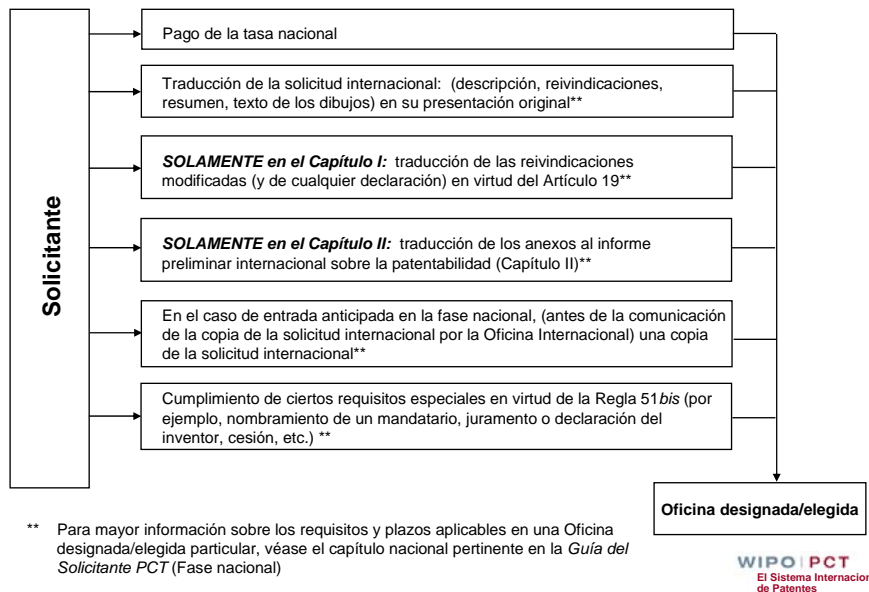 Solicitante
Pago de la tasa nacional
Traducción de la solicitud internacional: (descripción, reivindicaciones,
resumen, texto de los dibujos) en su presentación original**
SOLAMENTE en el Capítulo I: traducción de las reivindicaciones
modificadas (y de cualquier declaración) en virtud del Artículo 19**
SOLAMENTE en el Capítulo II: traducción de los anexos al informe
preliminar internacional sobre la patentabilidad (Capítulo II)**
En el caso de entrada anticipada en la fase nacional, (antes de la comunicación
de la copia de la solicitud internacional por la Oficina Internacional) una copia
de la solicitud internacional**
Cumplimiento de ciertos requisitos especiales en virtud de la Regla 51bis (por
ejemplo, nombramiento de un mandatario, juramento o declaración del
inventor, cesión, etc.) **
Oficina designada/elegida
** Para mayor información sobre los requisitos y plazos aplicables en una Oficina
designada/elegida particular, véase el capítulo nacional pertinente en la Guía del
Solicitante PCT (Fase nacional)
WIPO|PCT
El Sistema Internacion
de Patentes